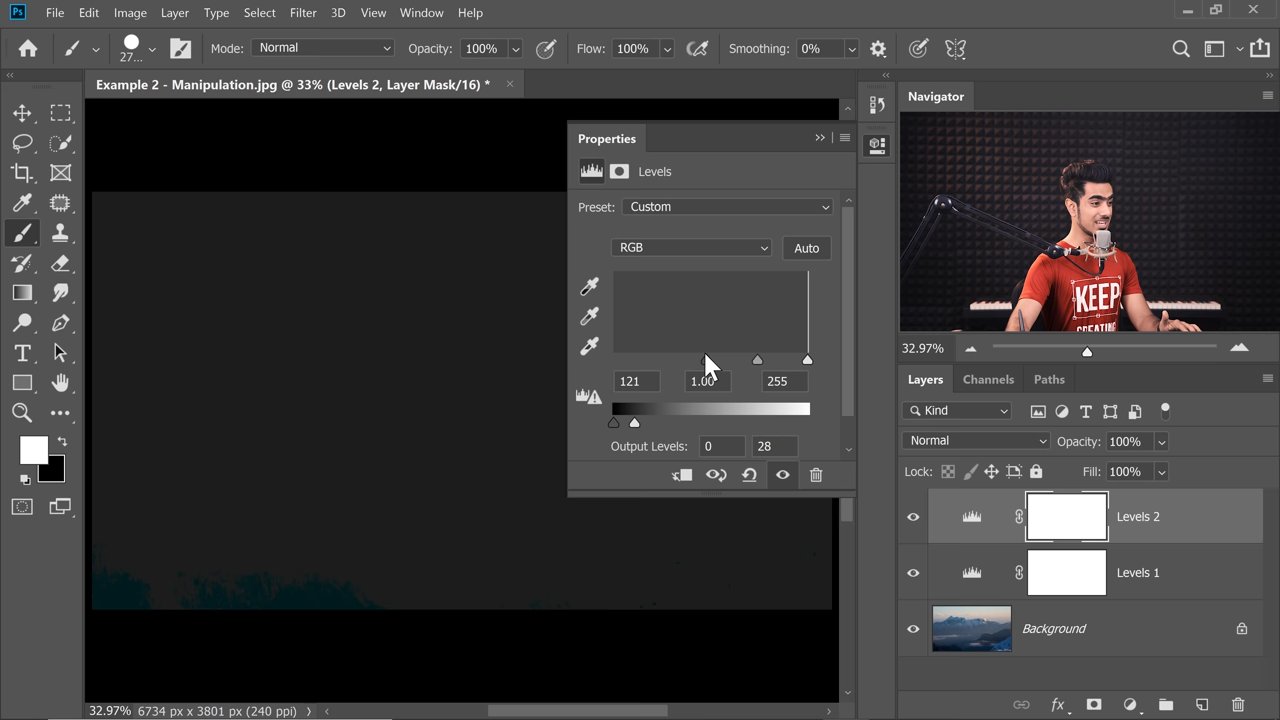 Ps File Edit Image Layer Type Select Filter 3D View Window Help
27... Mode: Normal Opacity: 100% Flow: 100% Smoothing: 0%
Example 2 - Manipulation.jpg @ 33% (Levels 2, Layer Mask/16) *
Properties
Levels
Preset: Custom
RGB Auto
121 1.00 255
Output Levels: 0 28
Navigator
KEEP
CREATING
32.97%
Layers Channels Paths
Kind
Normal Opacity: 100%
Lock: Fill: 100%
Levels 2
Levels 1
Background
T
32.97% 6734 px x 3801 px (240 ppi)